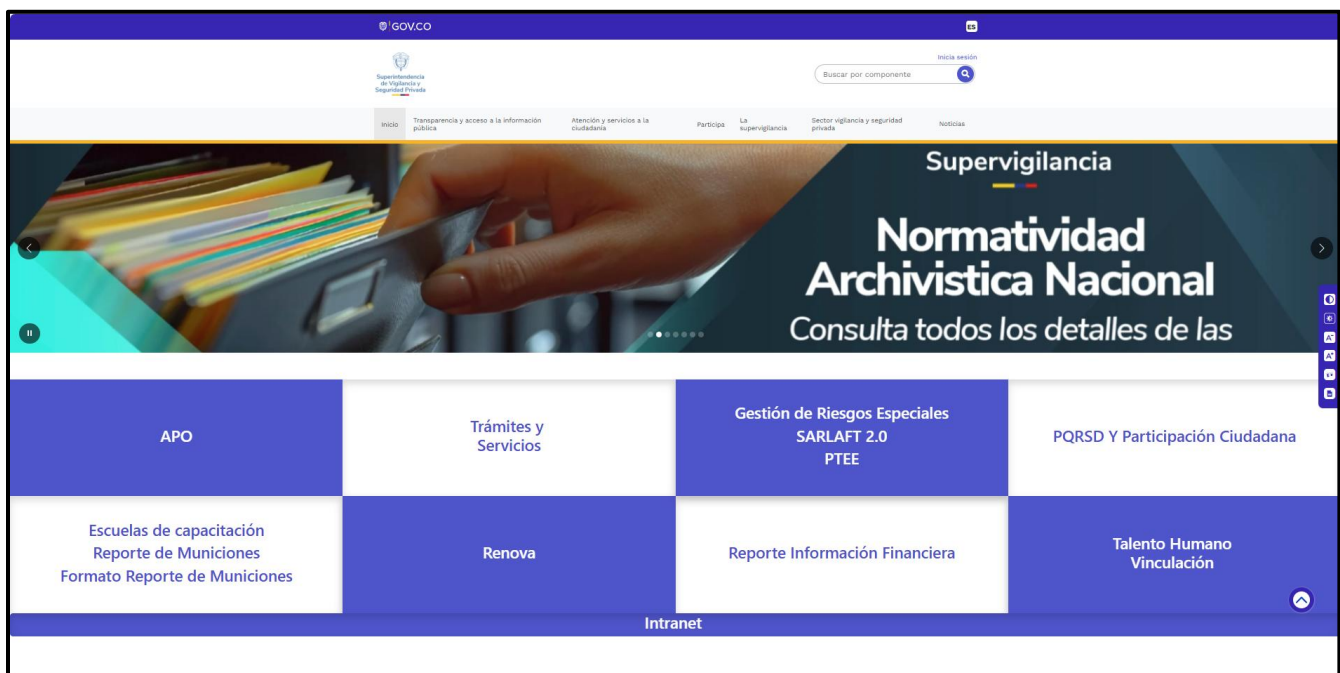 GOV.CO
ES
Superintendencia
de Vigilancia y
Seguridad Privada
Inicia sesión
Buscar por componente
Inicio
Transparencia y acceso a la información
pública
Atención y servicios a la
ciudadanía
Participa
La
supervigilancia
Sector vigilancia y seguridad
privada
Noticias
Supervigilancia
Normatividad
Archivistica Nacional
Consulta todos los detalles de las
A-
A+
APO
Trámites y
Servicios
Gestión de Riesgos Especiales
SARLAFT 2.0
PTEE
PQRSD Y Participación Ciudadana
Escuelas de capacitación
Reporte de Municiones
Formato Reporte de Municiones
Renova
Reporte Información Financiera
Talento Humano
Vinculación
Intranet